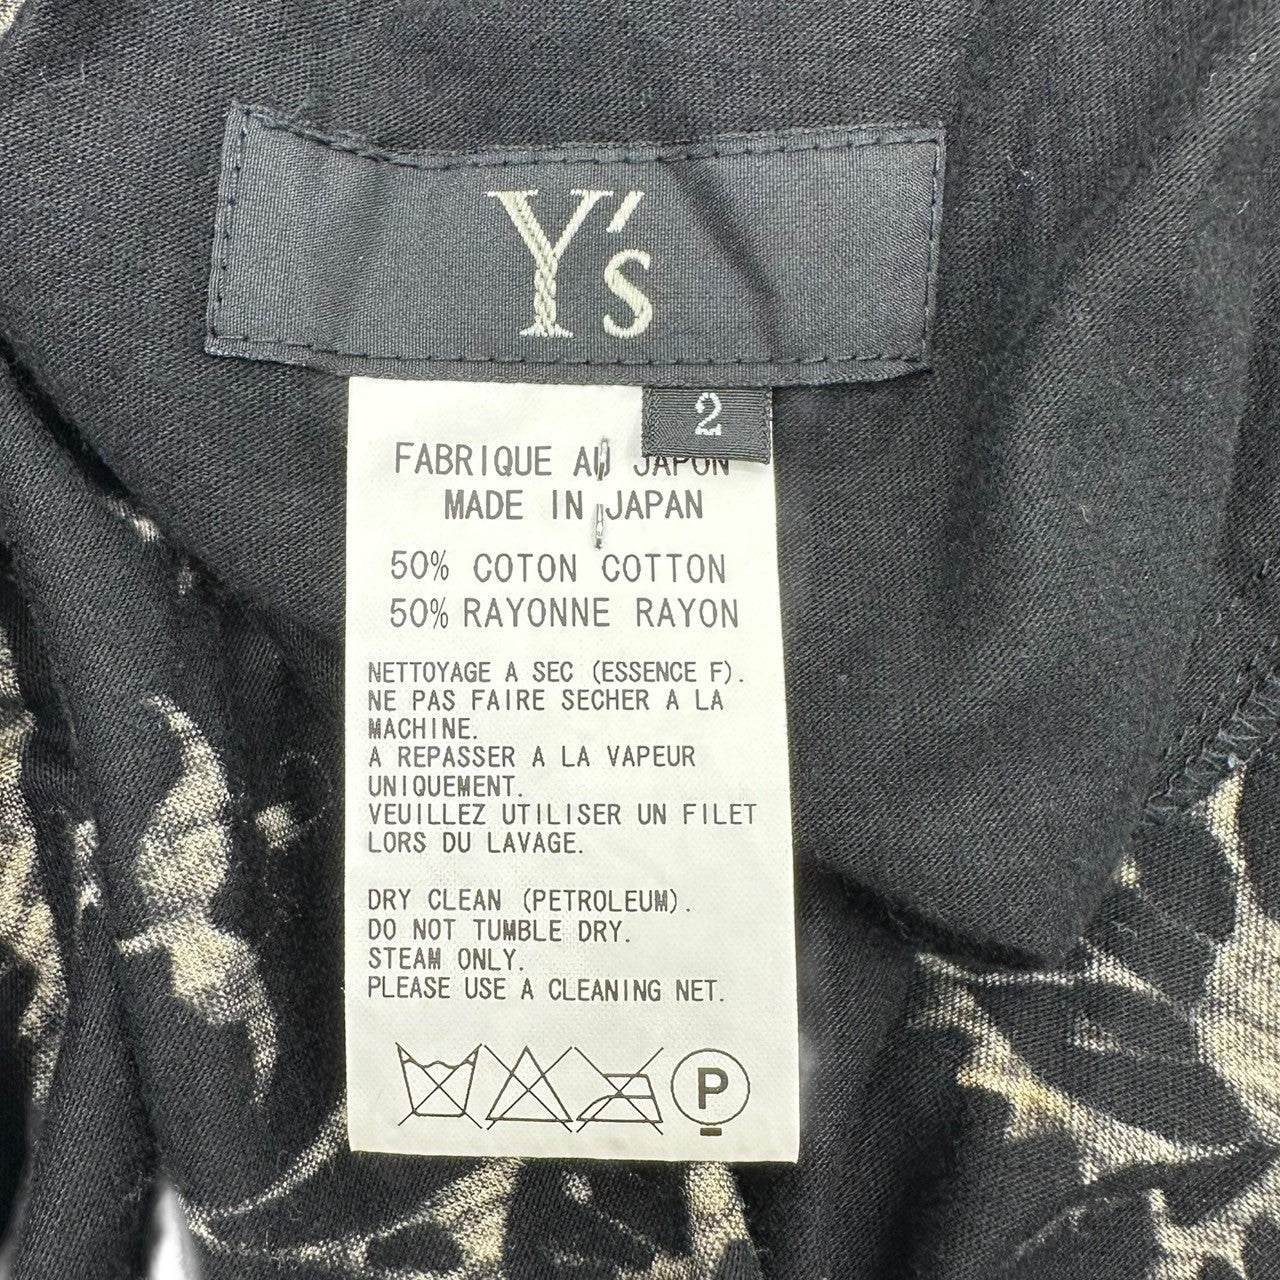 Y's
2
FABRIQUE AU JAPON
MADE IN JAPAN
50% COTON COTTON
50% RAYONNE RAYON
NETTOYAGE A SEC (ESSENCE F).
NE PAS FAIRE SECHER A LA
MACHINE.
A REPASSER A LA VAPEUR
UNIQUEMENT.
VEUILLEZ UTILISER UN FILET
LORS DU LAVAGE.
DRY CLEAN (PETROLEUM).
DO NOT TUMBLE DRY.
STEAM ONLY.
PLEASE USE A CLEANING NET.
P